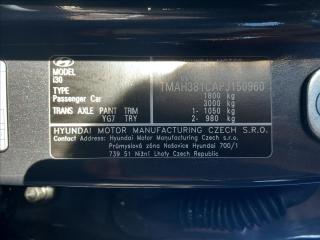 MODEL
i30
TYPE
Passenger Car
TRANS AXLE PAINT TRIM
YG7 TRY
1800 kg
3000 kg
1- 1050 kg
2- 980 kg
HYUNDAI MOTOR MANUFACTURING CZECH S.R.O.
Contact Address: Hyundai Motor Manufacturing Czech s.r.o.
Průmyslová zóna Nošovice Hyundai 700/1
739 51 Nižní Lhoty Czech Republic